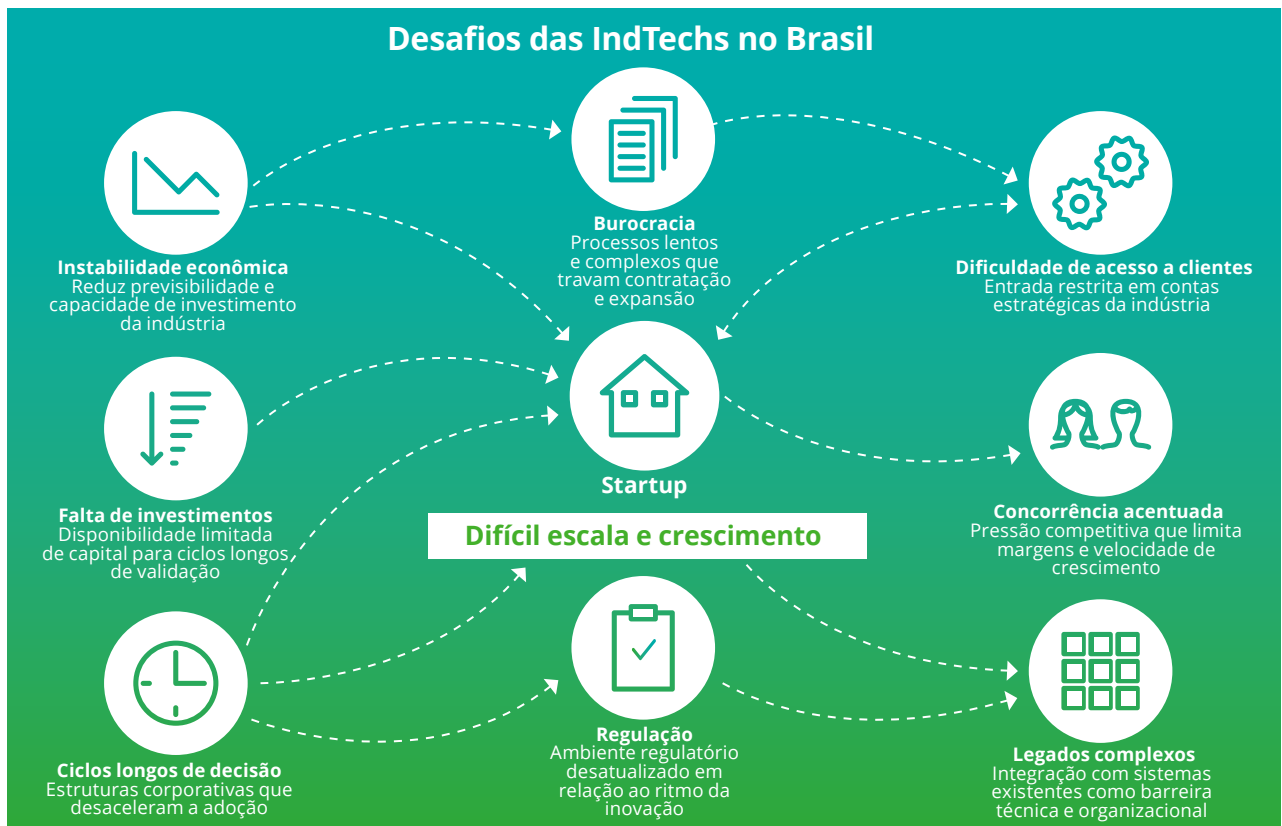 Desafios das IndTechs no Brasil
Instabilidade econômica
Reduz previsibilidade e
capacidade de investimento
da indústria
Burocracia
Processos lentos
e complexos que
travam contratação
e expansão
Dificuldade de acesso a clientes
Entrada restrita em contas
estratégicas da indústria
Falta de investimentos
Disponibilidade limitada
de capital para ciclos longos
de validação
Startup
Difícil escala e crescimento
Concorrência acentuada
Pressão competitiva que limita
margens e velocidade de
crescimento
Ciclos longos de decisão
Estruturas corporativas que
desaceleram a adoção
Regulação
Ambiente regulatório
desatualizado em
relação ao ritmo da
inovação
Legados complexos
Integração com sistemas
existentes como barreira
técnica e organizacional